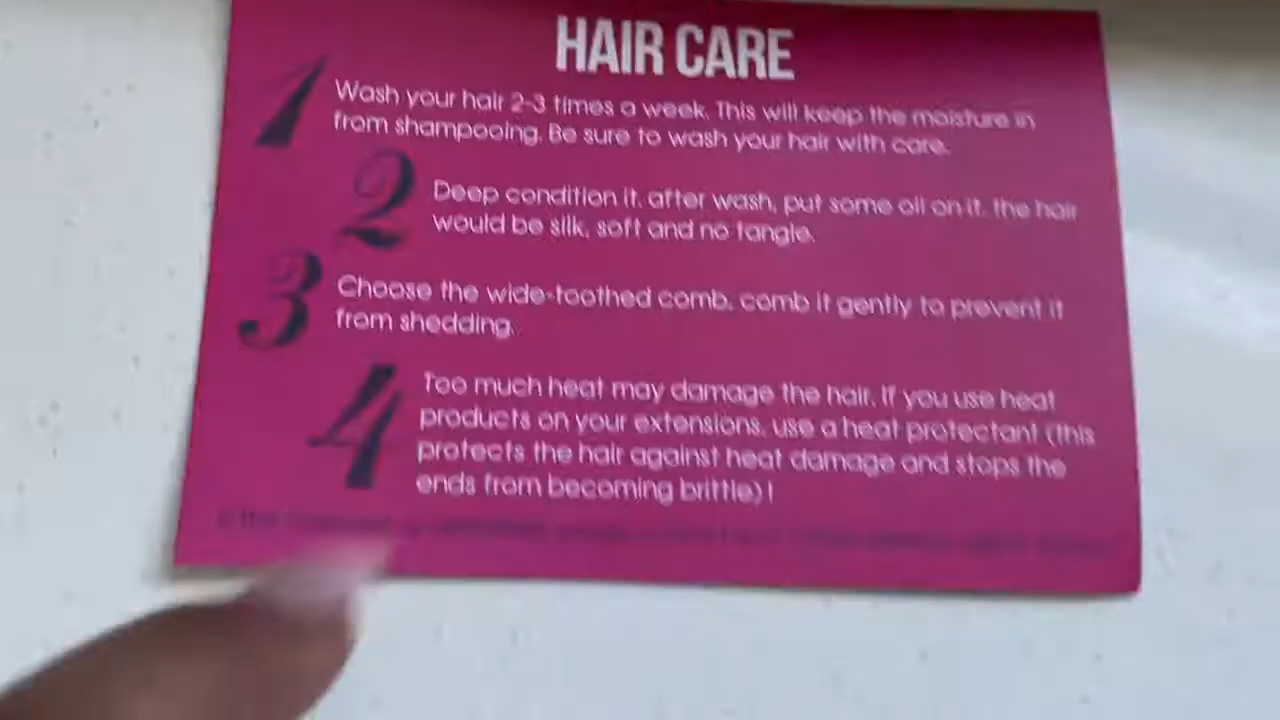 HAIR CARE
1 Wash your hair 2-3 times a week. This will keep the moisture in
from shampooing. Be sure to wash your hair with care.
2 Deep condition it. after wash, put some oil on it. the hair
would be silk, soft and no tangle.
3 Choose the wide-toothed comb. comb it gently to prevent it
from shedding.
4 Too much heat may damage the hair. If you use heat
products on your extensions, use a heat protectant (this
protects the hair against heat damage and stops the
ends from becoming brittle)!